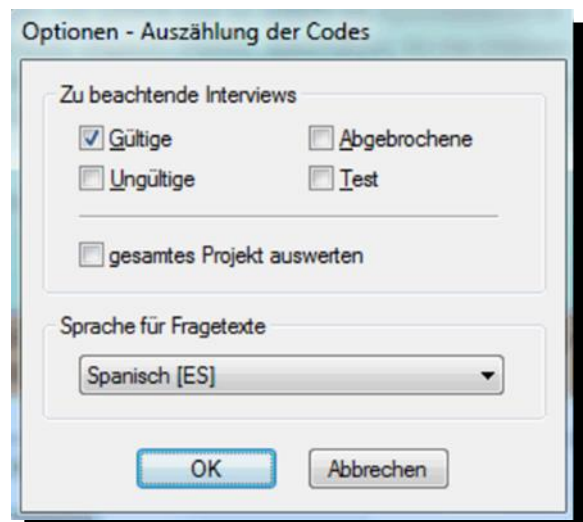 Optionen - Auszählung der Codes
Zu beachtende Interviews
Gültige Abgebrochene
Ungültige Test
gesamtes Projekt auswerten
Sprache für Fragetexte
Spanisch [ES]
OK Abbrechen